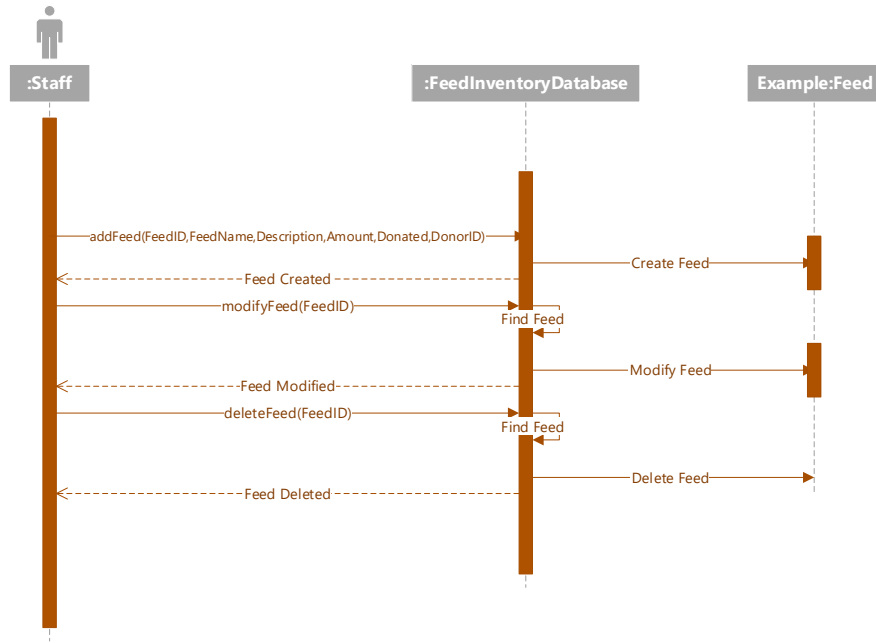 :Staff
:FeedInventoryDatabase
Example:Feed
addFeed(FeedID,FeedName,Description,Amount,Donated,DonorID)
Create Feed
Feed Created
modifyFeed(FeedID)
Find Feed
Modify Feed
Feed Modified
deleteFeed(FeedID)
Find Feed
Delete Feed
Feed Deleted